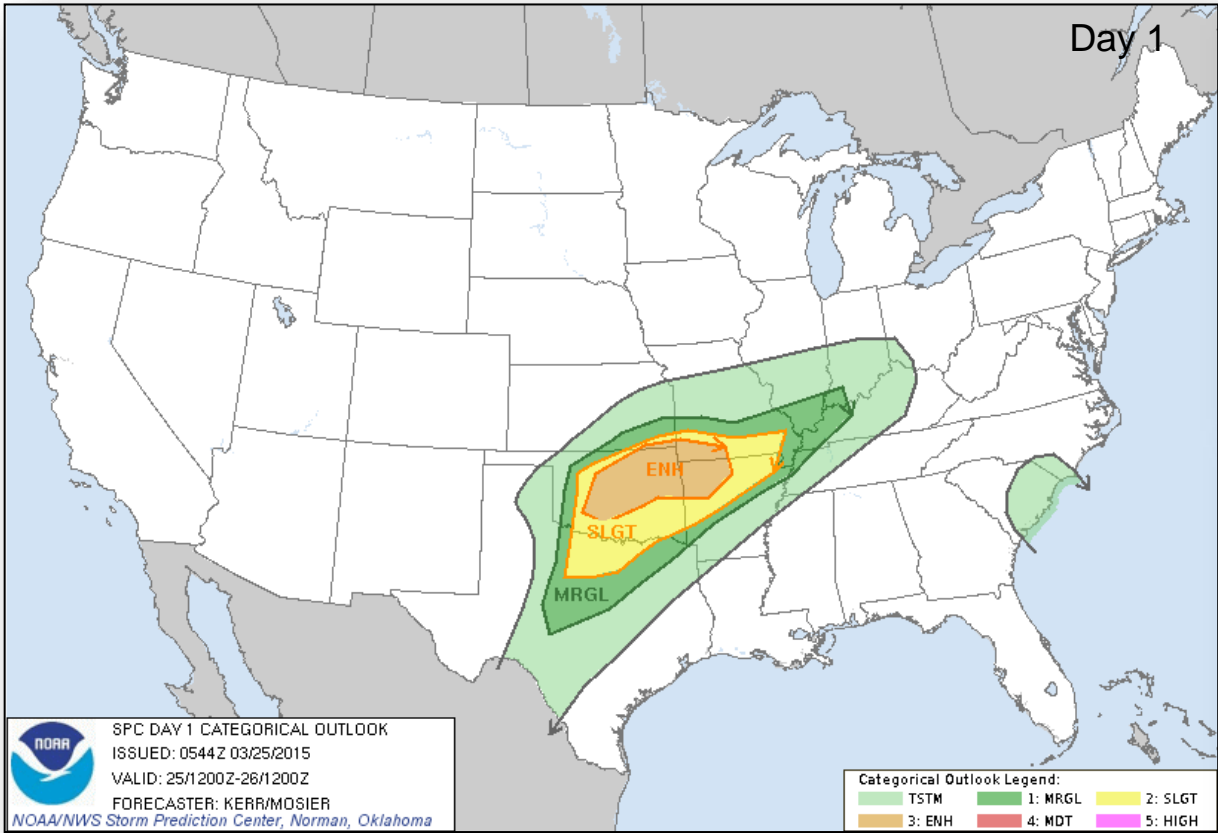 Day 1
ENH
SLGT
MRGL
NOAA
SPC DAY 1 CATEGORICAL OUTLOOK
ISSUED: 0544Z 03/25/2015
VALID: 25/1200Z-26/1200Z
FORECASTER: KERR/MOSIER
NOAA/NWS Storm Prediction Center, Norman, Oklahoma
Categorical Outlook Legend:
TSTM 1: MRGL 2: SLGT
3: ENH 4: MDT 5: HIGH